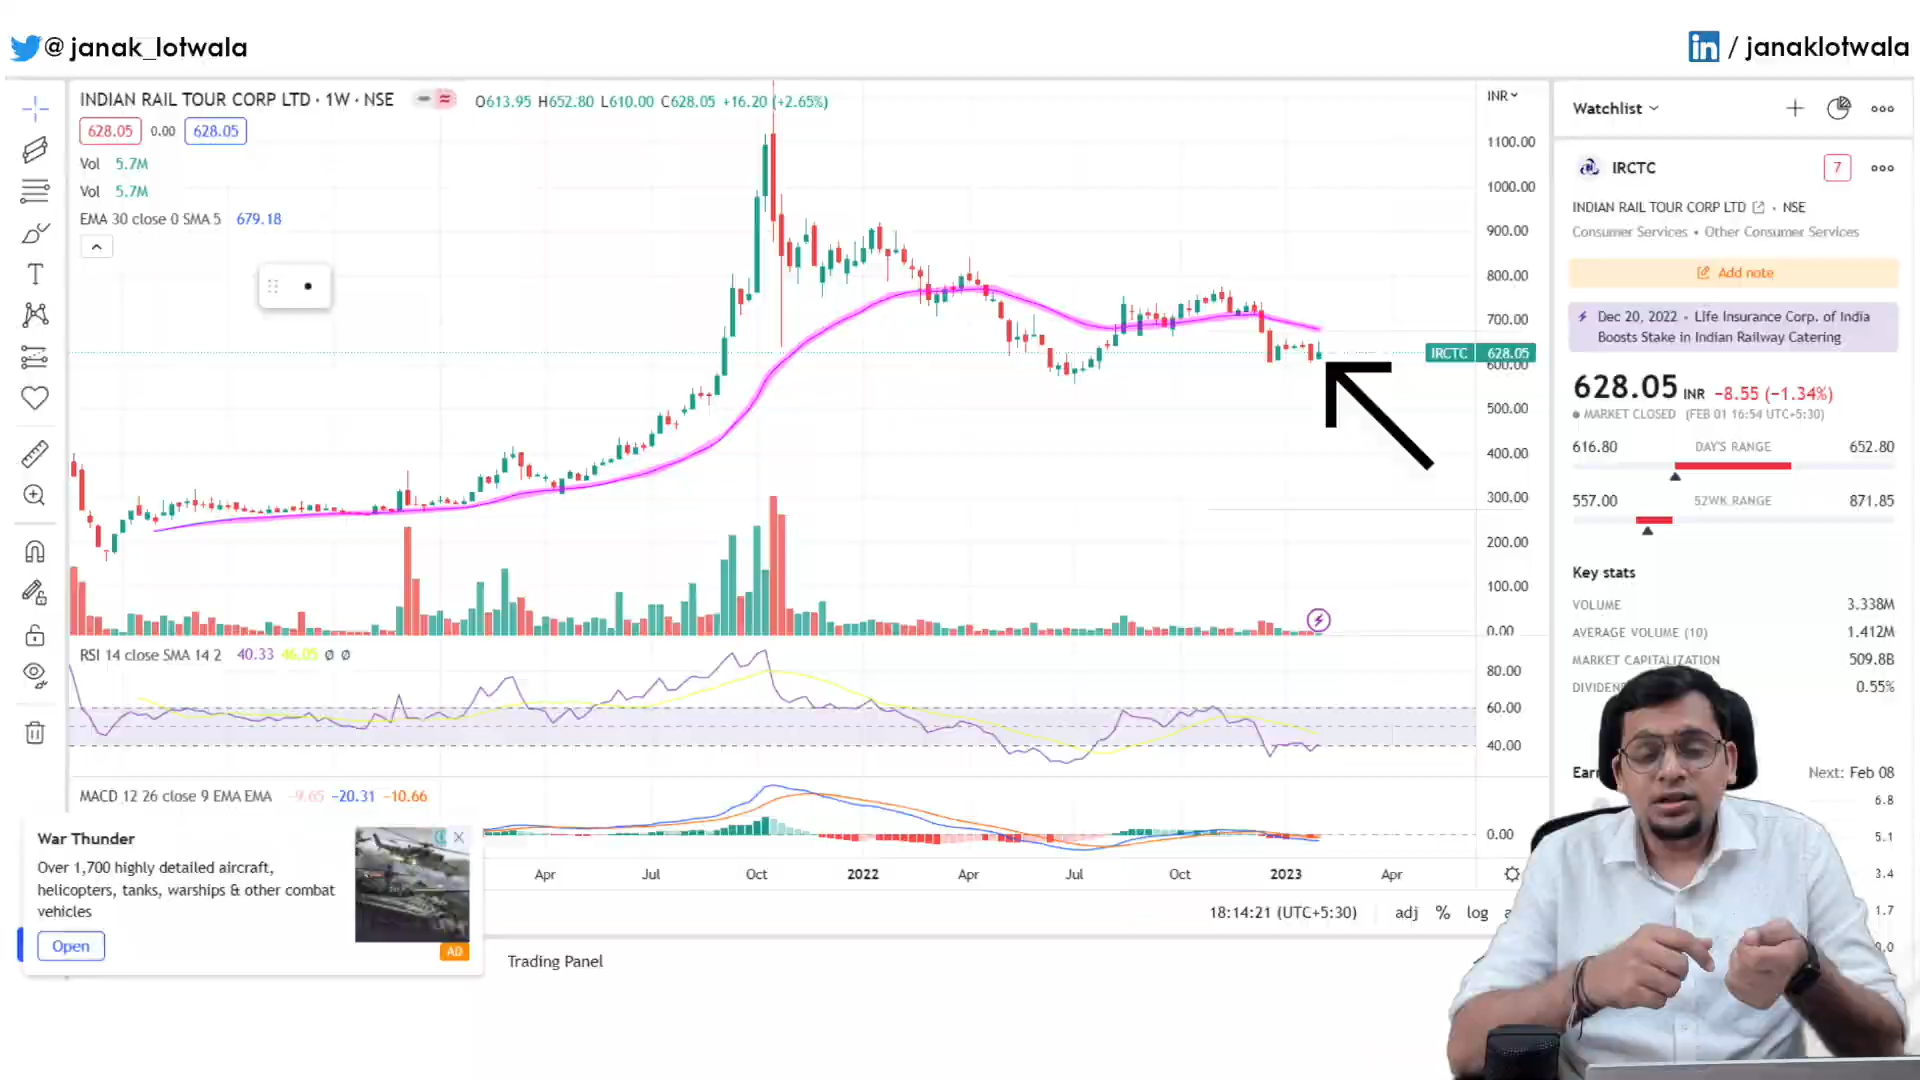 @ janak_lotwala
in / janaklotwala
INDIAN RAIL TOUR CORP LTD · 1W · NSE
O613.95 H652.80 L610.00 C628.05 +16.20 (+2.65%)
628.05 0.00 628.05
Vol 5.7M
Vol 5.7M
EMA 30 close 0 SMA 5 679.18
INR
1100.00
1000.00
900.00
800.00
700.00
IRCTC 628.05
600.00
500.00
400.00
300.00
200.00
100.00
0.00
RSI 14 close SMA 14 2 40.33 46.05 ø ø
80.00
60.00
40.00
MACD 12 26 close 9 EMA EMA -9.65 -20.31 -10.66
0.00
Apr Jul Oct 2022 Apr Jul Oct 2023 Apr
18:14:21 (UTC+5:30) adj % log
Trading Panel
War Thunder
Over 1,700 highly detailed aircraft,
helicopters, tanks, warships & other combat
vehicles
Open
AD
Watchlist
IRCTC 7
INDIAN RAIL TOUR CORP LTD · NSE
Consumer Services • Other Consumer Services
Add note
Dec 20, 2022 - Life Insurance Corp. of India
Boosts Stake in Indian Railway Catering
628.05 INR -8.55 (-1.34%)
MARKET CLOSED (FEB 01 16:54 UTC+5:30)
616.80 DAY'S RANGE 652.80
557.00 52WK RANGE 871.85
Key stats
VOLUME 3.338M
AVERAGE VOLUME (10) 1.412M
MARKET CAPITALIZATION 509.8B
0.55%
Next: Feb 08
6.8
5.1
3.4
1.7
0.0